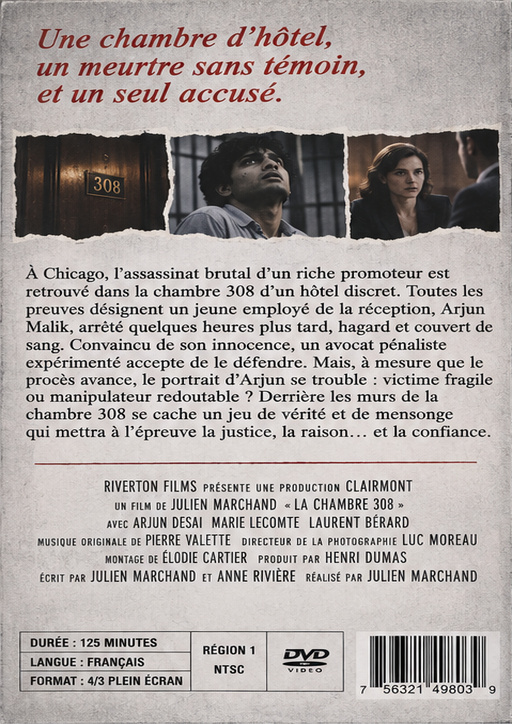 Une chambre d’hôtel,
un meurtre sans témoin,
et un seul accusé.
308
À Chicago, l’assassinat brutal d’un riche promoteur est
retrouvé dans la chambre 308 d’un hôtel discret. Toutes les
preuves désignent un jeune employé de la réception, Arjun
Malik, arrêté quelques heures plus tard, hagard et couvert de
sang. Convaincu de son innocence, un avocat pénaliste
expérimenté accepte de le défendre. Mais, à mesure que le
procès avance, le portrait d’Arjun se trouble : victime fragile
ou manipulateur redoutable ? Derrière les murs de la
chambre 308 se cache un jeu de vérité et de mensonge
qui mettra à l’épreuve la justice, la raison… et la confiance.
RIVERTON FILMS PRÉSENTE UNE PRODUCTION CLAIRMONT
UN FILM DE JULIEN MARCHAND « LA CHAMBRE 308 »
AVEC ARJUN DESAI MARIE LECOMTE LAURENT BÉRARD
MUSIQUE ORIGINALE DE PIERRE VALETTE DIRECTEUR DE LA PHOTOGRAPHIE LUC MOREAU
MONTAGE DE ÉLODIE CARTIER PRODUIT PAR HENRI DUMAS
ÉCRIT PAR JULIEN MARCHAND ET ANNE RIVIÈRE RÉALISÉ PAR JULIEN MARCHAND
DURÉE : 125 MINUTES
LANGUE : FRANÇAIS
FORMAT : 4/3 PLEIN ÉCRAN
RÉGION 1
NTSC
DVD
VIDEO
7 56321 49803 9